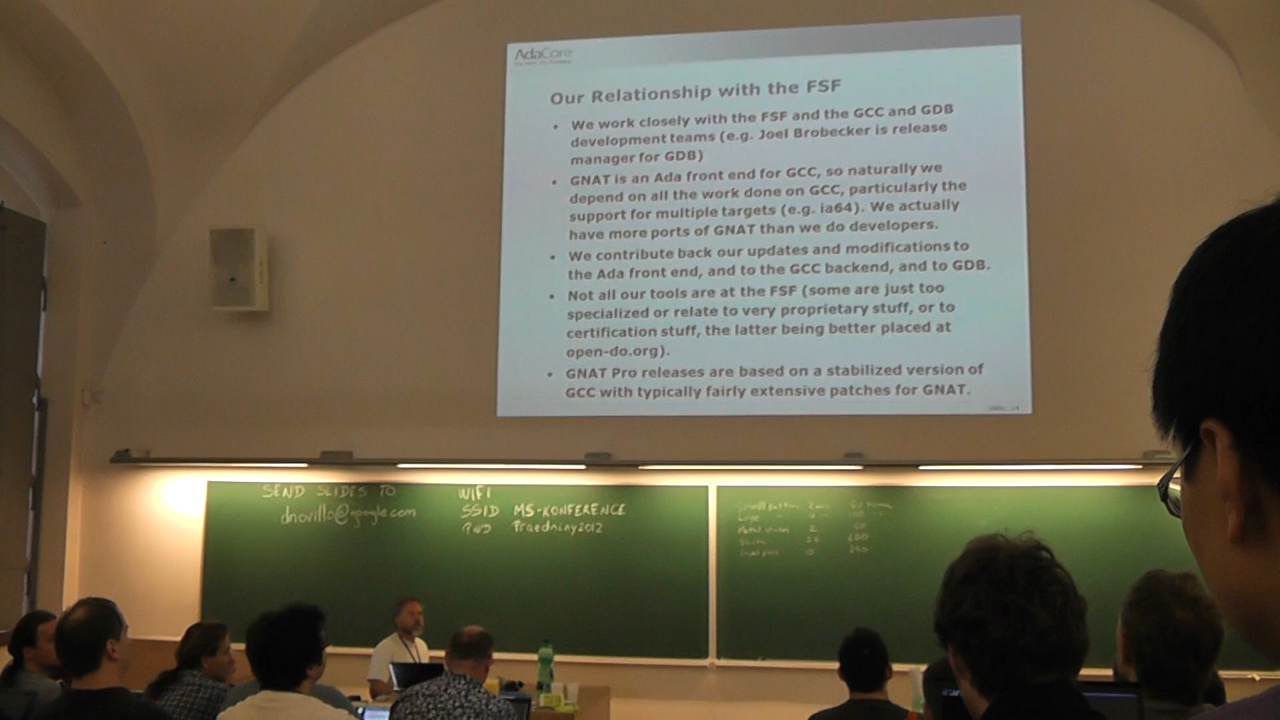 AdaCore
Our Relationship with the FSF
• We work closely with the FSF and the GCC and GDB
development teams (e.g. Joel Brobecker is release
manager for GDB)
• GNAT is an Ada front end for GCC, so naturally we
depend on all the work done on GCC, particularly the
support for multiple targets (e.g. ia64). We actually
have more ports of GNAT than we do developers.
• We contribute back our updates and modifications to
the Ada front end, and to the GCC backend, and to GDB.
• Not all our tools are at the FSF (some are just too
specialized or relate to very proprietary stuff, or to
certification stuff, the latter being better placed at
open-do.org).
• GNAT Pro releases are based on a stabilized version of
GCC with typically fairly extensive patches for GNAT.
SEND SLIDES TO
dnovillo@google.com
WIFI
SSID MS-KONFERENCE
PWD Praedniny2012